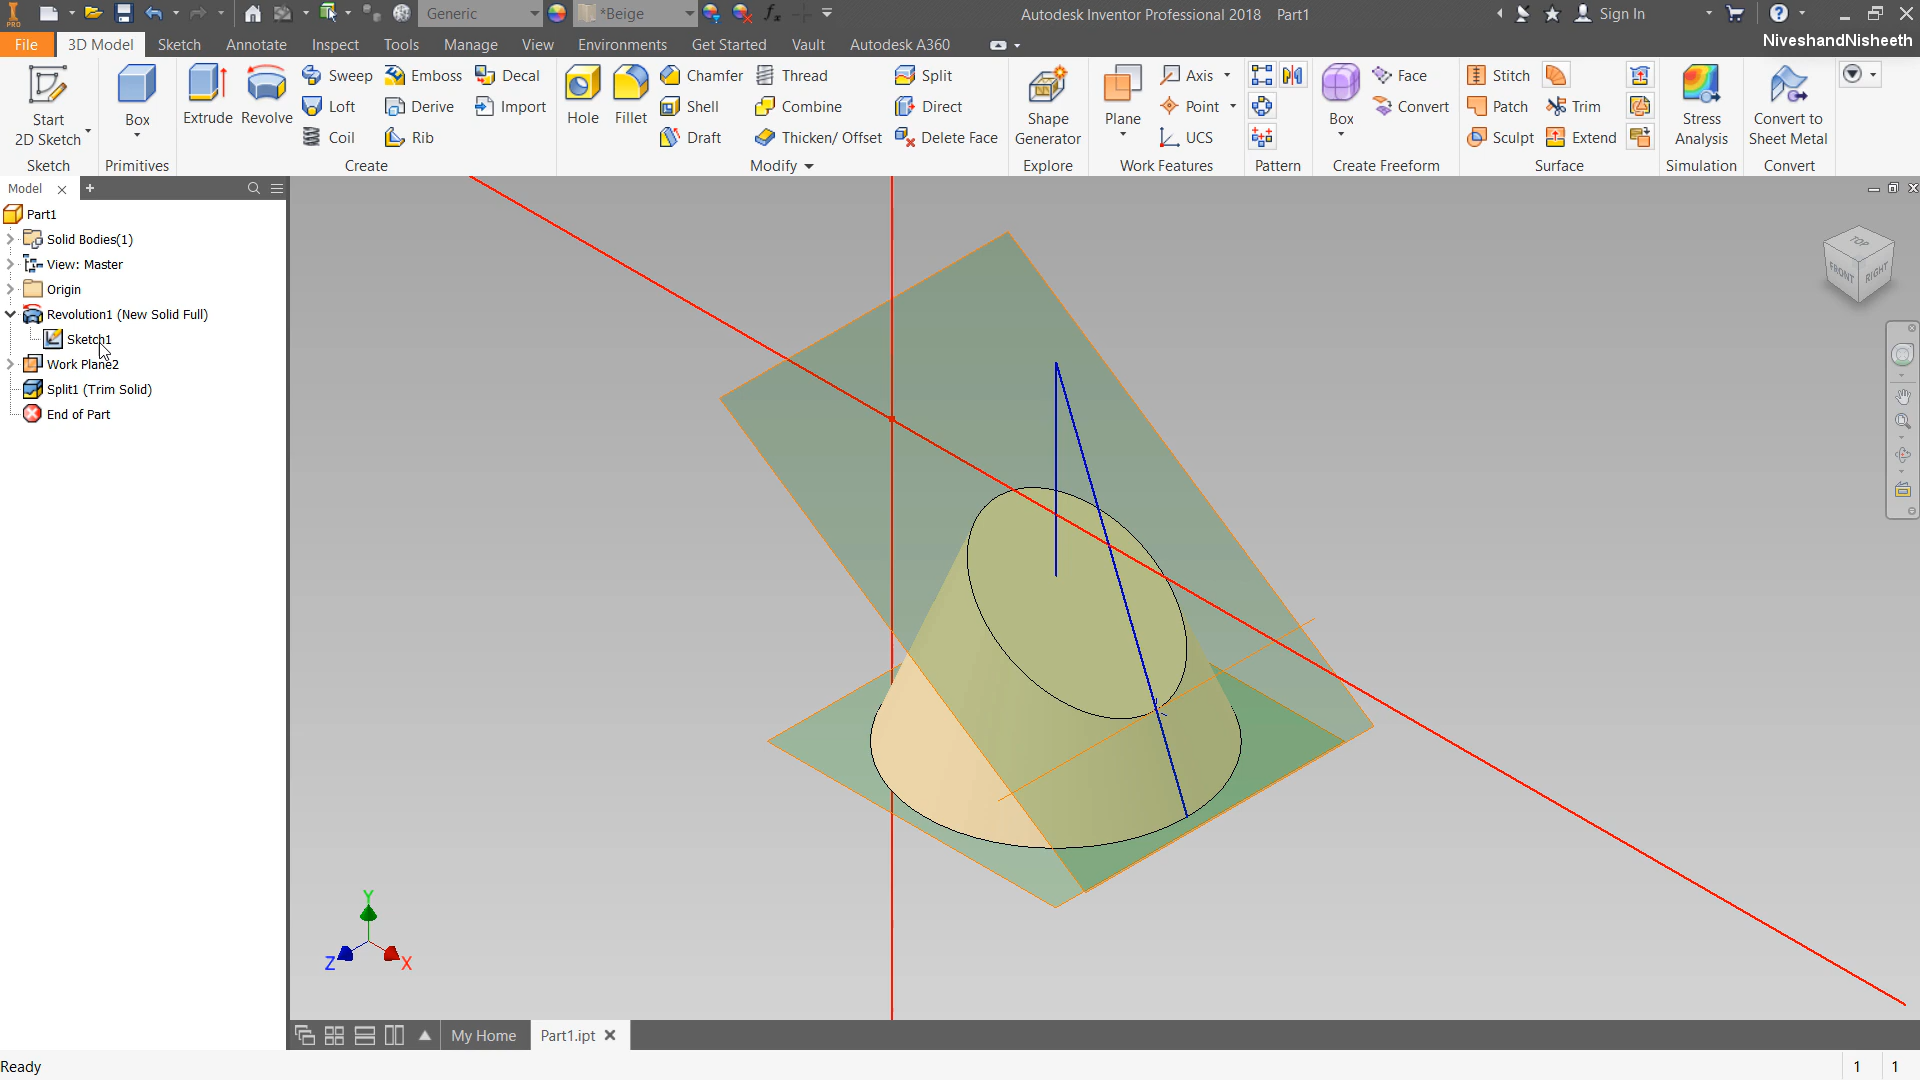 PRO
Generic
*Beige
fx
Autodesk Inventor Professional 2018 Part1
Sign In
File 3D Model Sketch Annotate Inspect Tools Manage View Environments Get Started Vault Autodesk A360
NiveshandNisheeth
Start
2D Sketch
Box
Extrude
Revolve
Sweep
Loft
Coil
Emboss
Derive
Rib
Decal
Import
Hole
Fillet
Chamfer
Shell
Draft
Thread
Combine
Thicken/ Offset
Split
Direct
Delete Face
Shape
Generator
Plane
Axis
Point
UCS
Box
Face
Convert
Stitch
Patch
Sculpt
Trim
Extend
Stress
Analysis
Convert to
Sheet Metal
Sketch Primitives Create Modify Explore Work Features Pattern Create Freeform Surface Simulation Convert
Model
Part1
Solid Bodies(1)
View: Master
Origin
Revolution1 (New Solid Full)
Sketch1
Work Plane2
Split1 (Trim Solid)
End of Part
TOP
FRONT
RIGHT
Y
Z
X
My Home
Part1.ipt
Ready
1 1